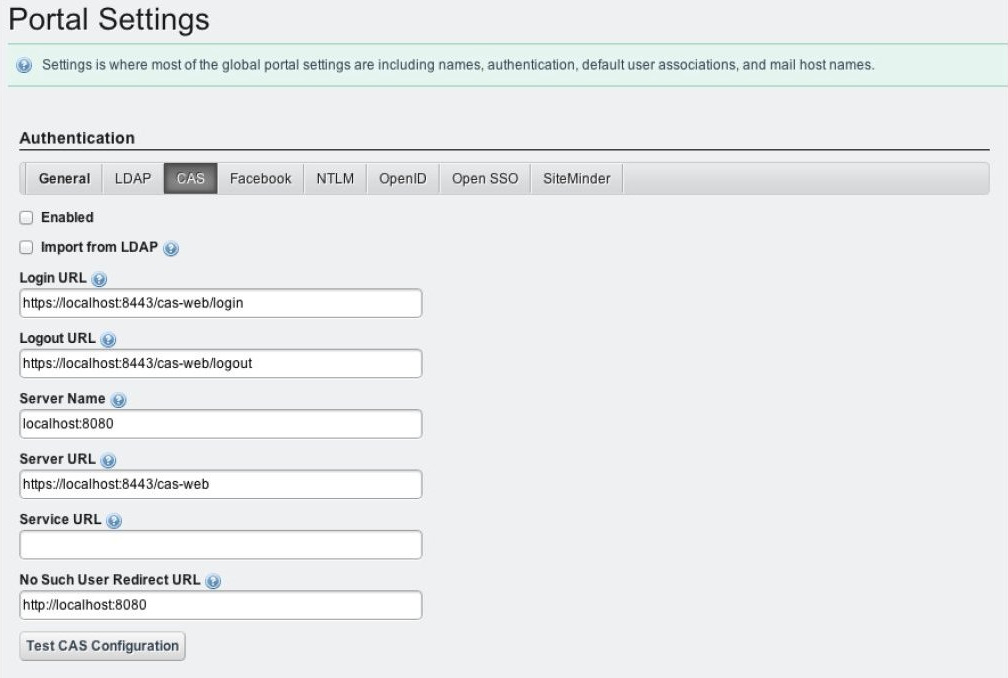 Portal Settings
Settings is where most of the global portal settings are including names, authentication, default user associations, and mail host names.
Authentication
General LDAP CAS Facebook NTLM OpenID Open SSO SiteMinder
Enabled
Import from LDAP
Login URL
https://localhost:8443/cas-web/login
Logout URL
https://localhost:8443/cas-web/logout
Server Name
localhost:8080
Server URL
https://localhost:8443/cas-web
Service URL
No Such User Redirect URL
http://localhost:8080
Test CAS Configuration